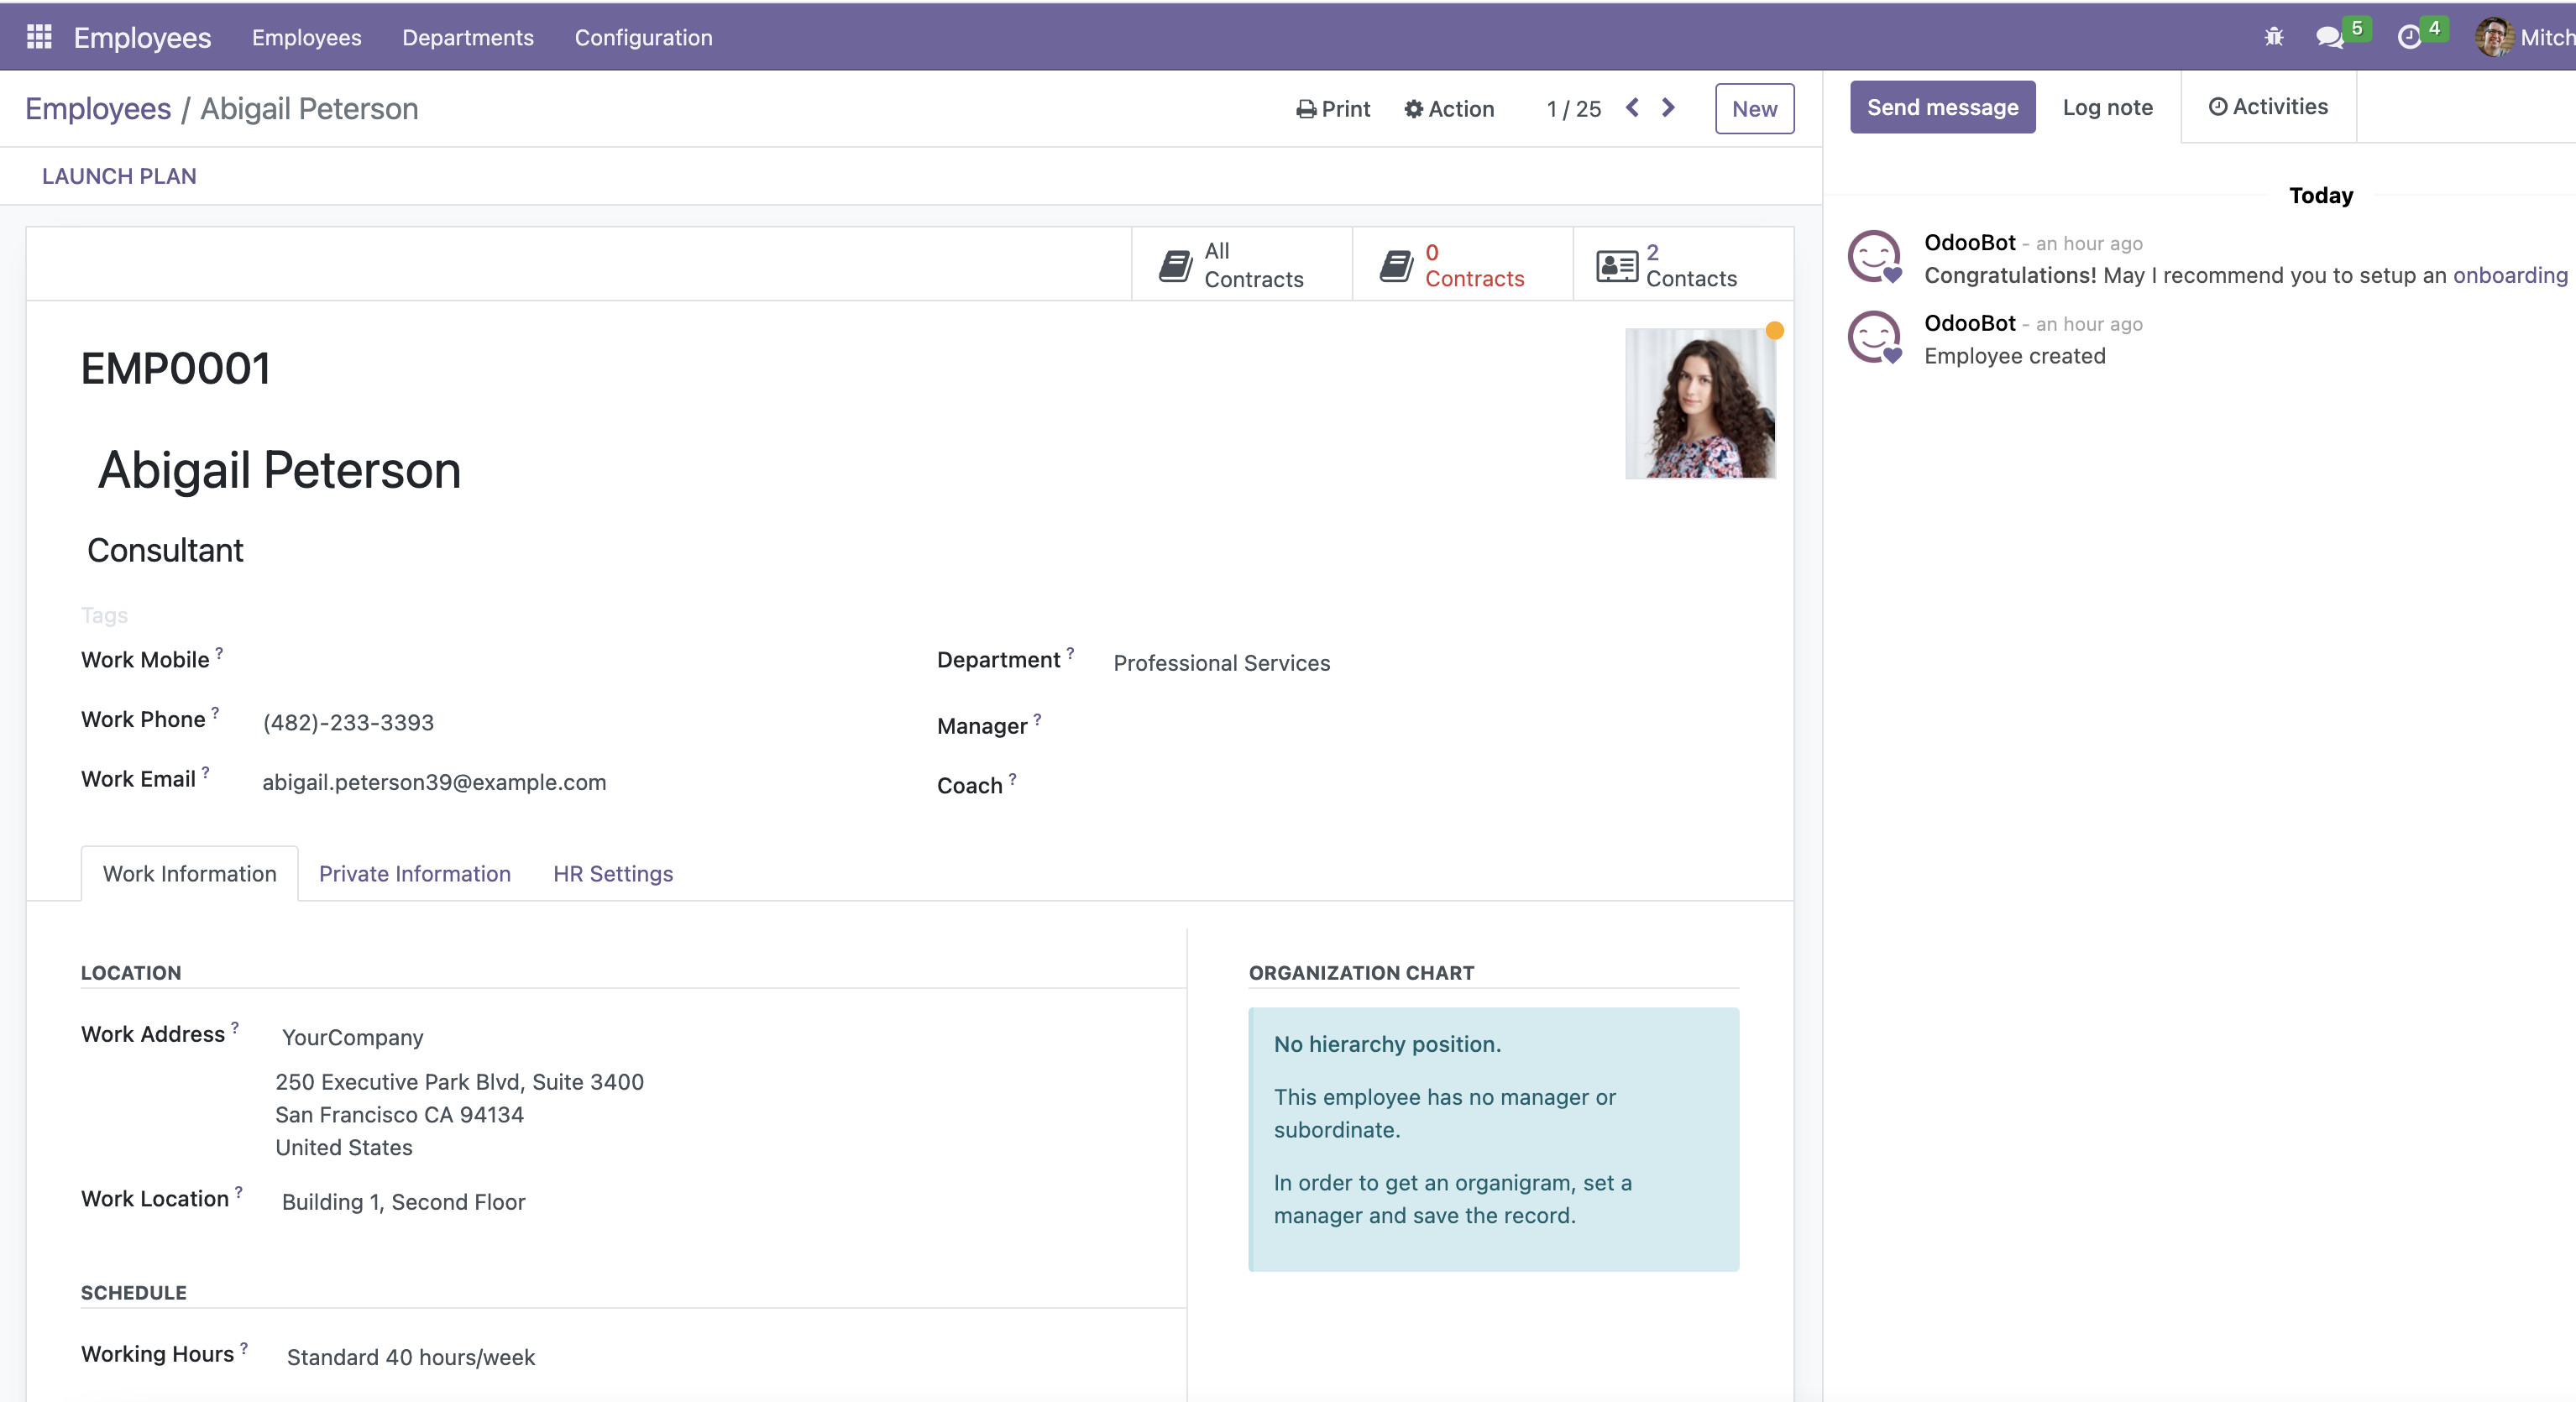 Employees Employees Departments Configuration 5 4 Mitch
Employees / Abigail Peterson Print Action 1 / 25 New
Send message Log note Activities
LAUNCH PLAN
All Contracts
0 Contracts
2 Contacts
EMP0001
Abigail Peterson
Consultant
Tags
Work Mobile ?
Work Phone ? (482)-233-3393
Work Email ? abigail.peterson39@example.com
Department ? Professional Services
Manager ?
Coach ?
Work Information Private Information HR Settings
LOCATION
Work Address ? YourCompany
250 Executive Park Blvd, Suite 3400
San Francisco CA 94134
United States
Work Location ? Building 1, Second Floor
SCHEDULE
Working Hours ? Standard 40 hours/week
ORGANIZATION CHART
No hierarchy position.
This employee has no manager or
subordinate.
In order to get an organigram, set a
manager and save the record.
Today
OdooBot - an hour ago
Congratulations! May I recommend you to setup an onboarding
OdooBot - an hour ago
Employee created